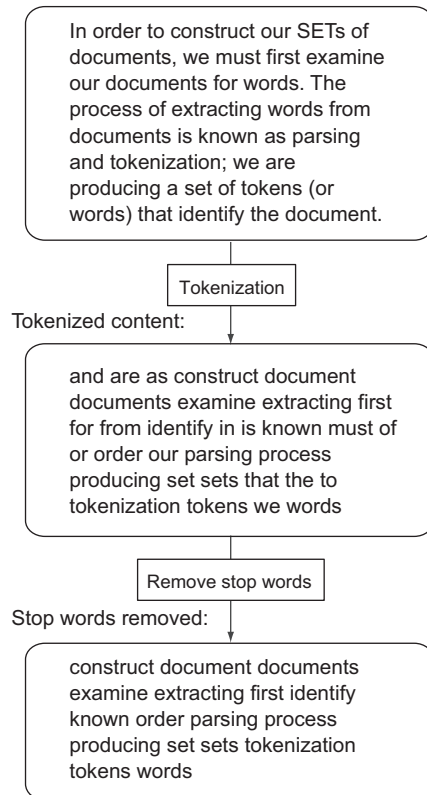 In order to construct our SETs of
documents, we must first examine
our documents for words. The
process of extracting words from
documents is known as parsing
and tokenization; we are
producing a set of tokens (or
words) that identify the document.
Tokenization
Tokenized content:
and are as construct document
documents examine extracting first
for from identify in is known must of
or order our parsing process
producing set sets that the to
tokenization tokens we words
Remove stop words
Stop words removed:
construct document documents
examine extracting first identify
known order parsing process
producing set sets tokenization
tokens words